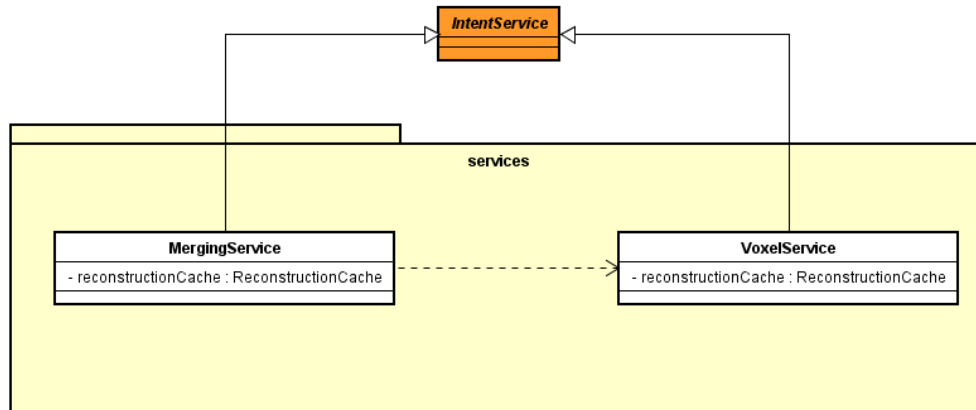 IntentService
services
MergingService
- reconstructionCache : ReconstructionCache
VoxelService
- reconstructionCache : ReconstructionCache